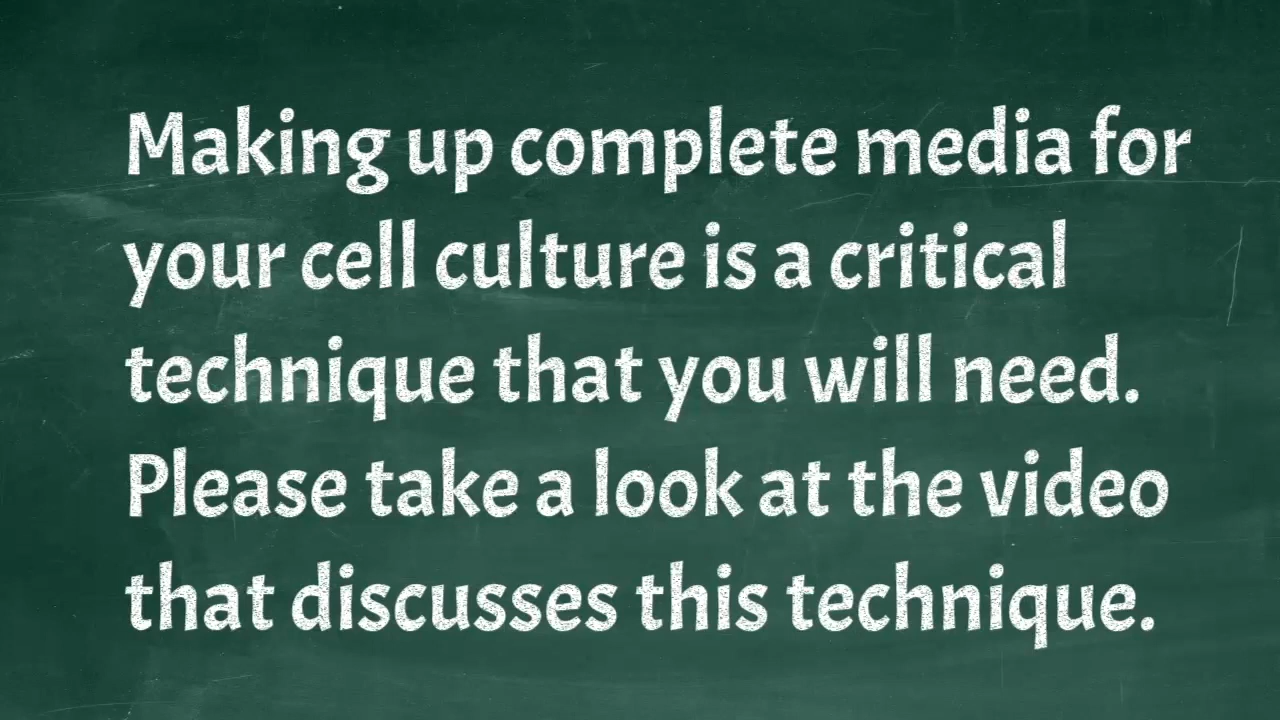 Making up complete media for
your cell culture is a critical
technique that you will need.
Please take a look at the video
that discusses this technique.